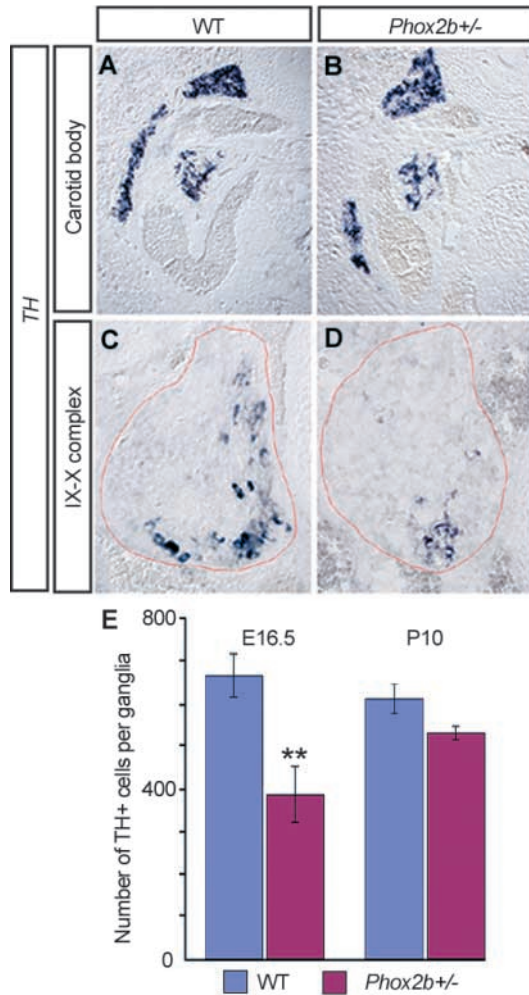 WT
Phox2b+/-
TH
Carotid body
A
B
IX-X complex
C
D
E
E16.5
P10
Number of TH+ cells per ganglia
800
400
0
**
WT
Phox2b+/-